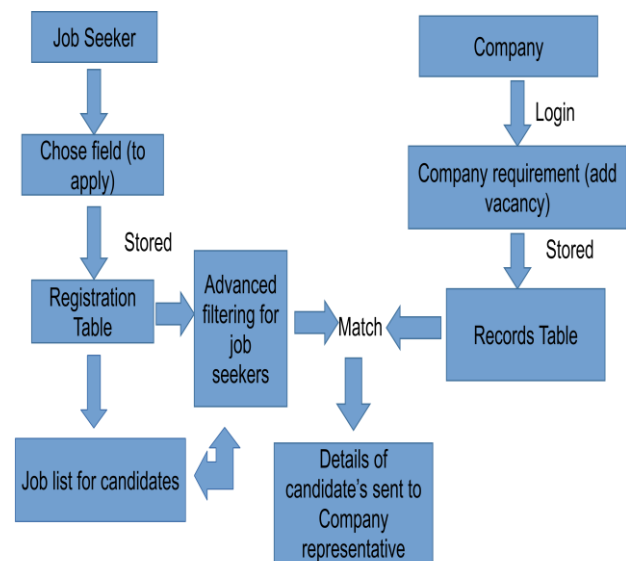 Job Seeker
Company
Login
Chose field (to
apply)
Company requirement (add
vacancy)
Stored
Stored
Registration
Table
Advanced
filtering for
job
seekers
Match
Records Table
Job list for candidates
Details of
candidate's sent to
Company
representative